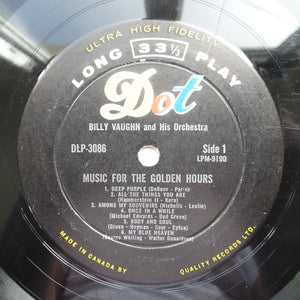 ULTRA HIGH FIDELITY
LONG 33⅓ PLAY
Dot
BILLY VAUGHN and His Orchestra
DLP-3086 Side 1
LPM-9190
MUSIC FOR THE GOLDEN HOURS
1. DEEP PURPLE (DeRose - Parish)
2. ALL THE THINGS YOU ARE
(Hammerstein II - Kern)
3. AMONG MY SOUVENIRS (Nicholls - Leslie)
4. ONCE IN A WHILE
(Michael Edwards - Bud Green)
5. BODY AND SOUL
(Green - Heyman - Sour - Eyton)
6. MY BLUE HEAVEN
(George Whiting - Walter Donaldson)
MADE IN CANADA BY QUALITY RECORDS LTD.